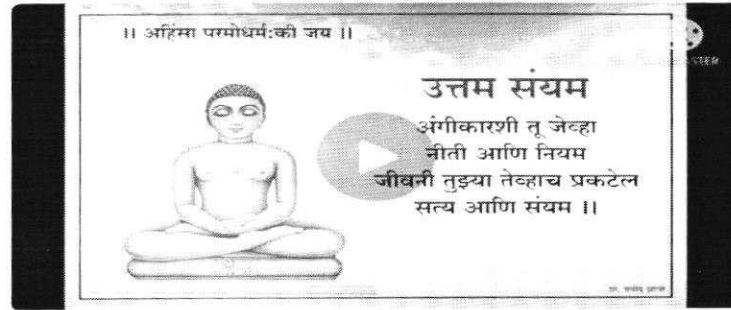 ।। अहिंसा परमोधर्म:की जय ।।
उत्तम संयम
अंगीकारशी तू जेव्हा
नीती आणि नियम
जीवनी तुझ्या तेव्हाच प्रकटेल
सत्य आणि संयम ।।